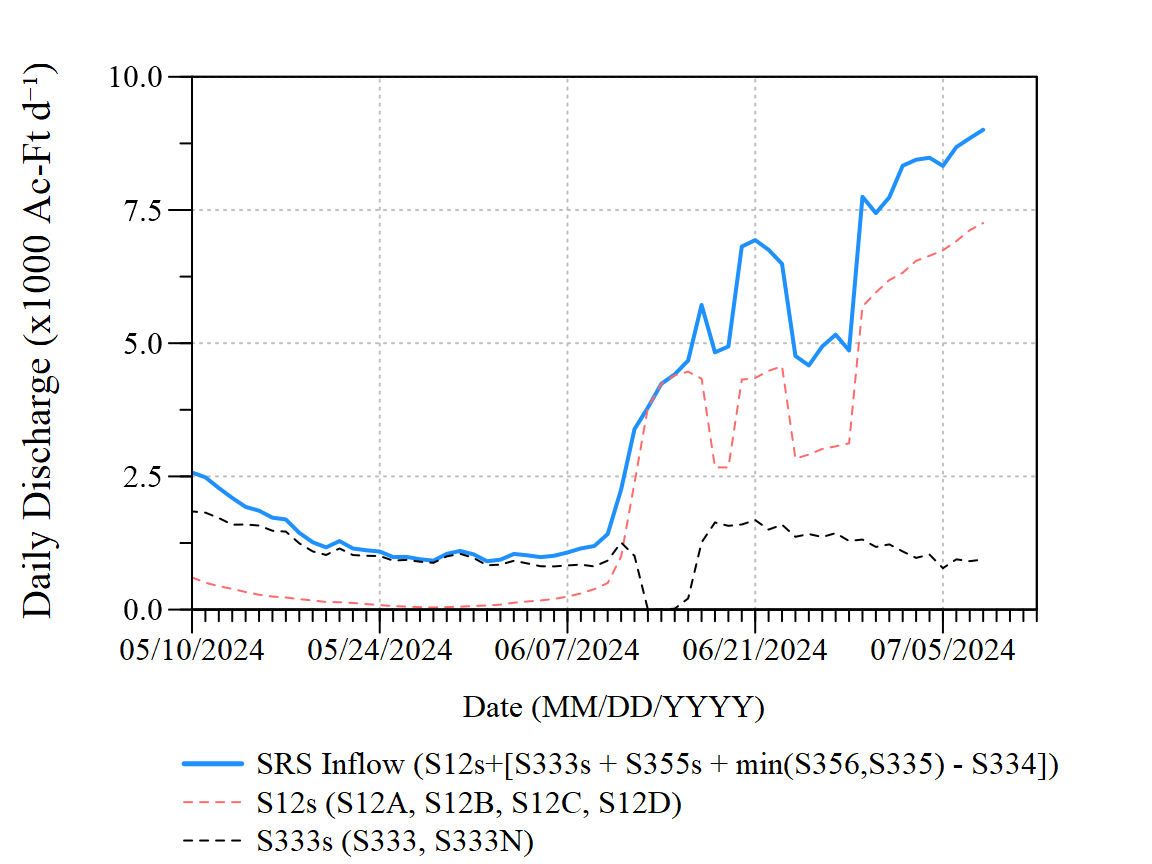 Daily Discharge (x1000 Ac-Ft d⁻¹)
10.0
7.5
5.0
2.5
0.0
05/10/2024 05/24/2024 06/07/2024 06/21/2024 07/05/2024
Date (MM/DD/YYYY)
SRS Inflow (S12s+[S333s + S355s + min(S356,S335) - S334])
S12s (S12A, S12B, S12C, S12D)
S333s (S333, S333N)